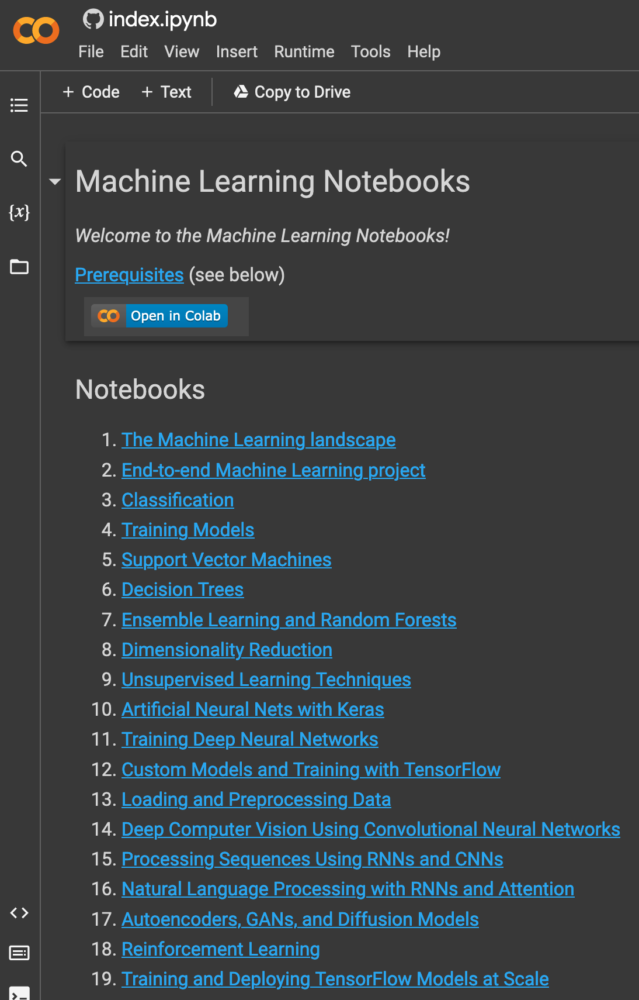 index.ipynb
File Edit View Insert Runtime Tools Help
+ Code + Text Copy to Drive
{x}
Machine Learning Notebooks
Welcome to the Machine Learning Notebooks!
Prerequisites (see below)
Open in Colab
Notebooks
1. The Machine Learning landscape
2. End-to-end Machine Learning project
3. Classification
4. Training Models
5. Support Vector Machines
6. Decision Trees
7. Ensemble Learning and Random Forests
8. Dimensionality Reduction
9. Unsupervised Learning Techniques
10. Artificial Neural Nets with Keras
11. Training Deep Neural Networks
12. Custom Models and Training with TensorFlow
13. Loading and Preprocessing Data
14. Deep Computer Vision Using Convolutional Neural Networks
15. Processing Sequences Using RNNs and CNNs
16. Natural Language Processing with RNNs and Attention
17. Autoencoders, GANs, and Diffusion Models
18. Reinforcement Learning
19. Training and Deploying TensorFlow Models at Scale